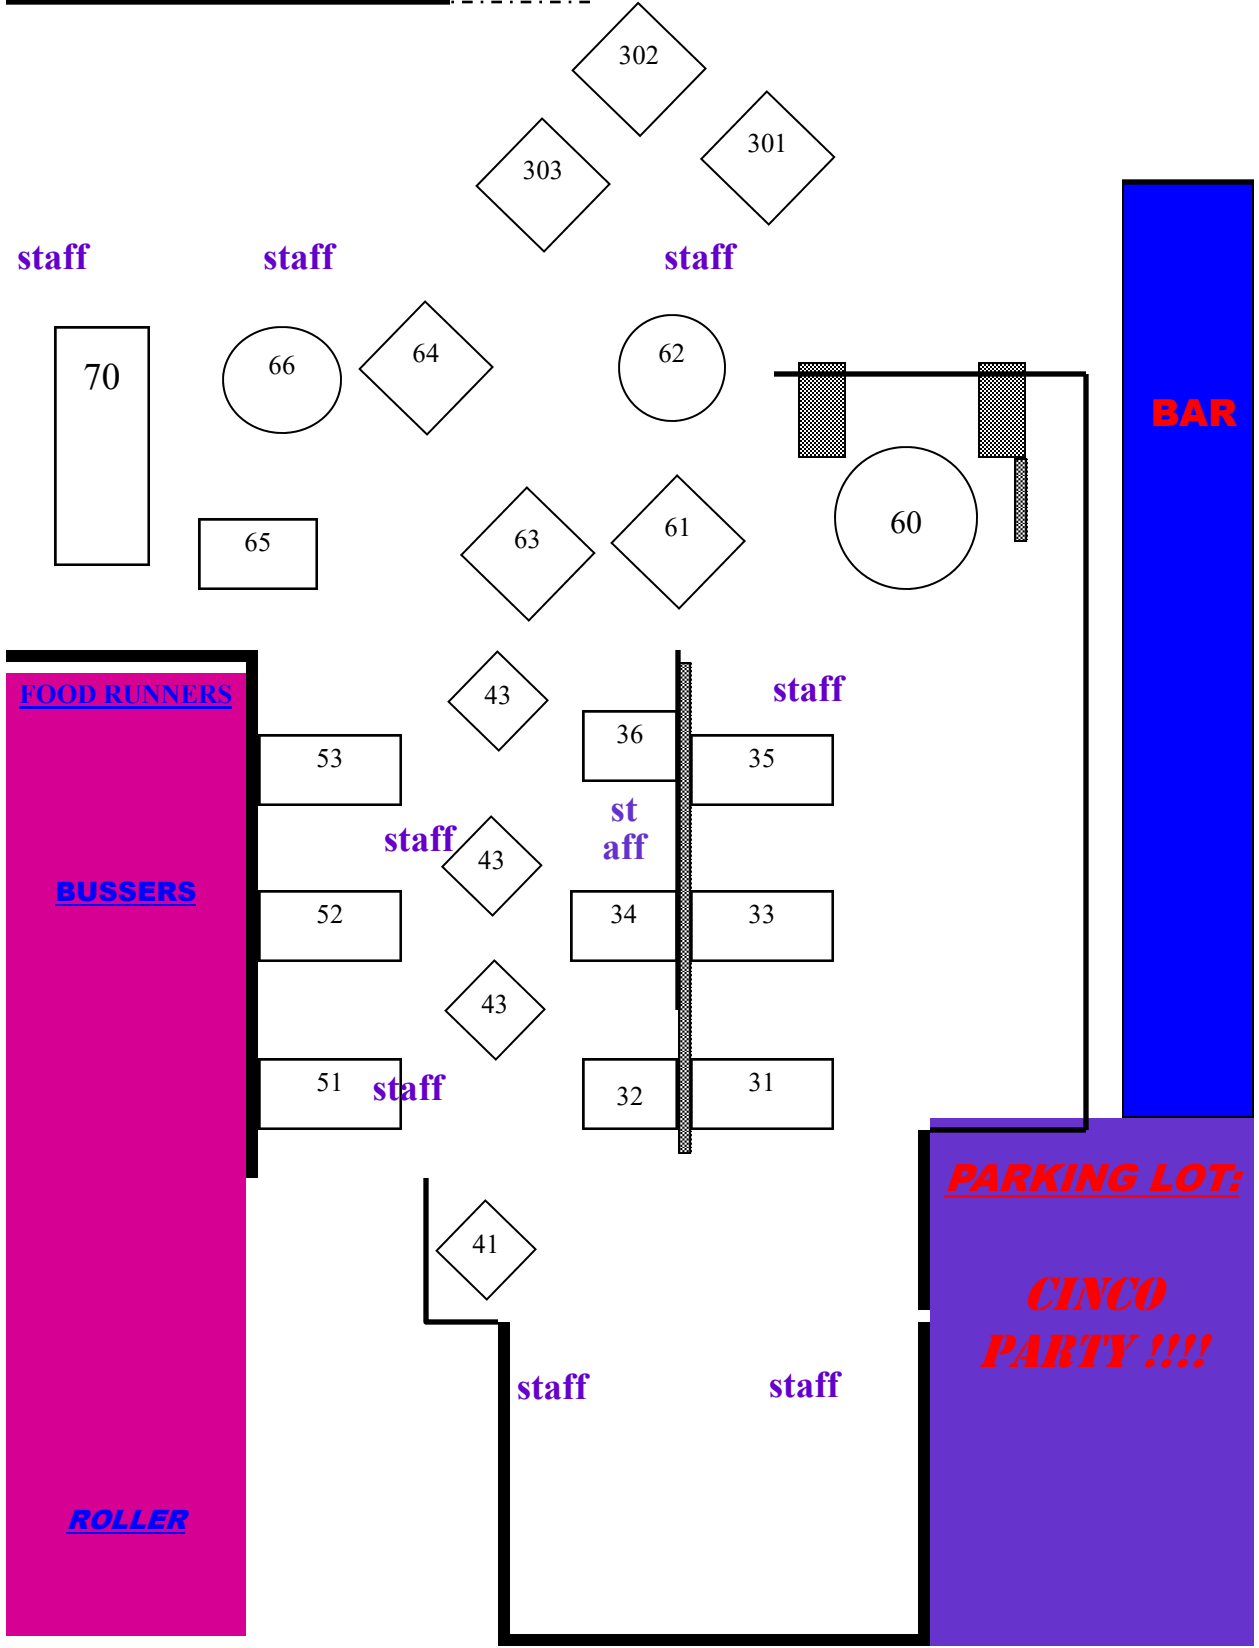 302
301
303
staff
staff
staff
64
62
66
70
BAR
60
61
63
65
FOOD RUNNERS
staff
43
36
53
35
st
aff
staff
43
BUSSERS
52
34
33
43
51
staff
32
31
PARKING LOT:
41
CINCO
PARTY !!!!
staff
staff
ROLLER